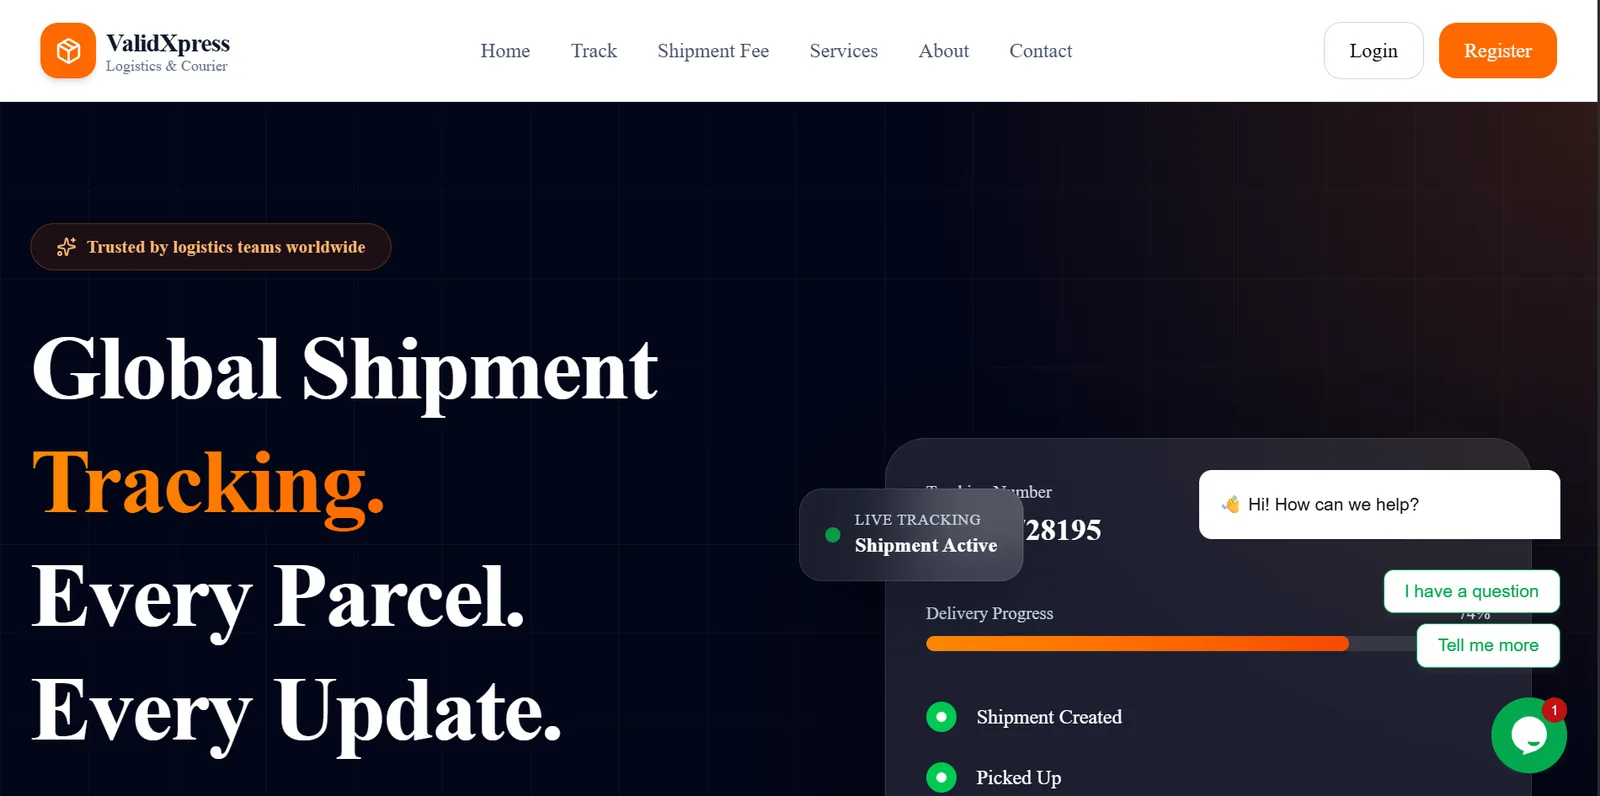 ValidXpress
Logistics & Courier
Home
Track
Shipment Fee
Services
About
Contact
Login
Register
Trusted by logistics teams worldwide
Global Shipment
Tracking.
Every Parcel.
Every Update.
Number
28195
LIVE TRACKING
Shipment Active
👋 Hi! How can we help?
I have a question
Delivery Progress
74%
Tell me more
Shipment Created
1
Picked Up